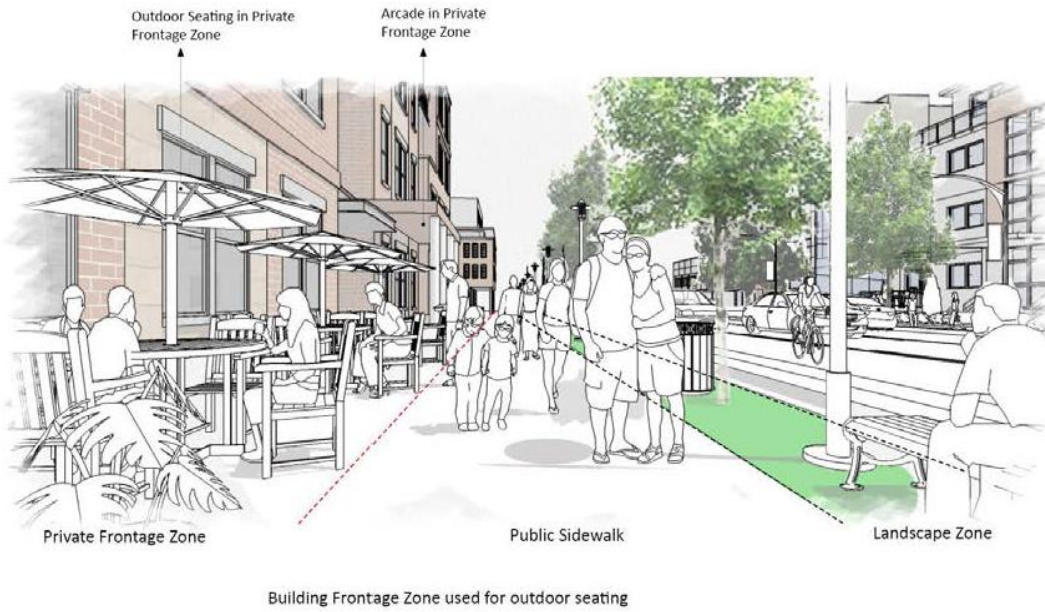 Outdoor Seating in Private
Frontage Zone
Arcade in Private
Frontage Zone
Private Frontage Zone
Public Sidewalk
Landscape Zone
Building Frontage Zone used for outdoor seating